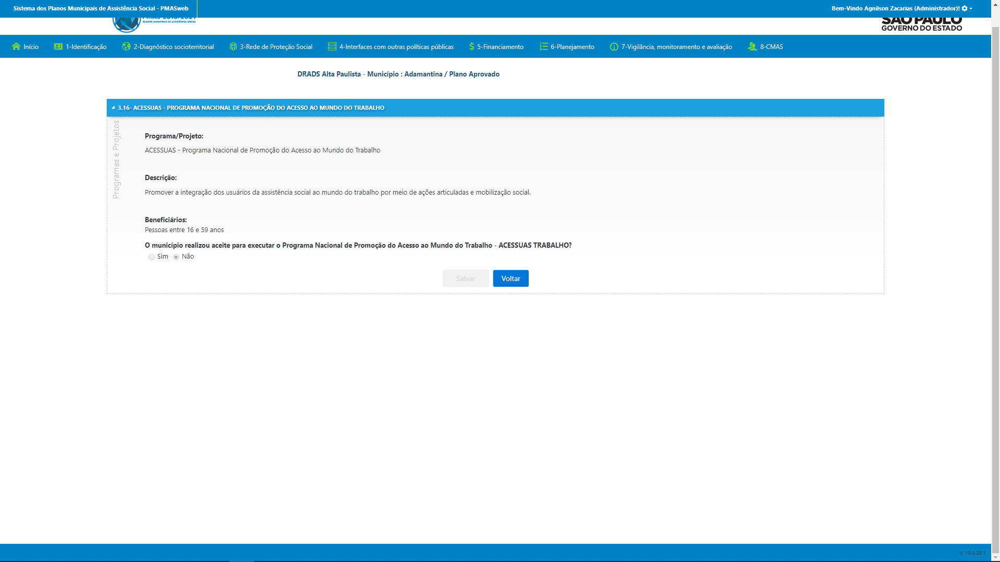 Sistema dos Planos Municipais de Assistência Social - PMASweb
Bem-Vindo Agnilson Zacarias (Administrador)!
PLANOS MUNICIPAIS DE ASSISTÊNCIA SOCIAL
SÃO PAULO
GOVERNO DO ESTADO
Início
1-Identificação
2-Diagnóstico socioterritorial
3-Rede de Proteção Social
4-Interfaces com outras políticas públicas
5-Financiamento
6-Planejamento
7-Vigilância, monitoramento e avaliação
8-CMAS
DRADS Alta Paulista - Município : Adamantina / Plano Aprovado
3.16- ACESSUAS - PROGRAMA NACIONAL DE PROMOÇÃO DO ACESSO AO MUNDO DO TRABALHO
Programas e Projetos
Programa/Projeto:
ACESSUAS - Programa Nacional de Promoção do Acesso ao Mundo do Trabalho
Descrição:
Promover a integração dos usuários da assistência social ao mundo do trabalho por meio de ações articuladas e mobilização social.
Beneficiários:
Pessoas entre 16 e 59 anos
O município realizou aceite para executar o Programa Nacional de Promoção do Acesso ao Mundo do Trabalho - ACESSUAS TRABALHO?
Sim
Não
Salvar
Voltar
V. 19.8.29.1